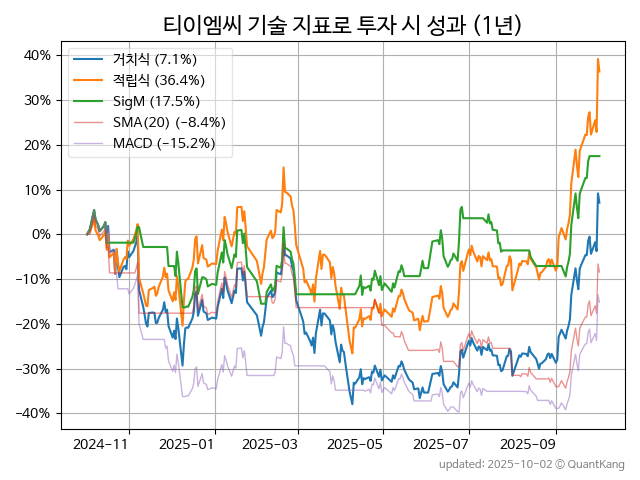 티이엠씨 기술 지표로 투자 시 성과 (1년)
거치식 (7.1%)
적립식 (36.4%)
SigM (17.5%)
SMA(20) (−8.4%)
MACD (−15.2%)
40%
30%
20%
10%
0%
−10%
−20%
−30%
−40%
2024-11 2025-01 2025-03 2025-05 2025-07 2025-09
updated: 2025-10-02 © QuantKang